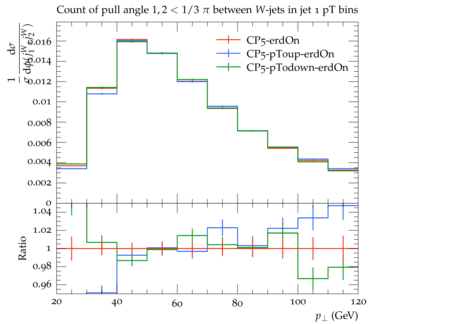 Count of pull angle 1, 2 < 1/3 π between W-jets in jet 1 pT bins
CP5-erdOn
CP5-pToup-erdOn
CP5-pTodown-erdOn
0.016
0.014
0.012
0.01
0.008
0.006
0.004
0.002
0
1.04
1.02
1
0.98
0.96
Ratio
20 40 60 80 100 120
p⊥ (GeV)